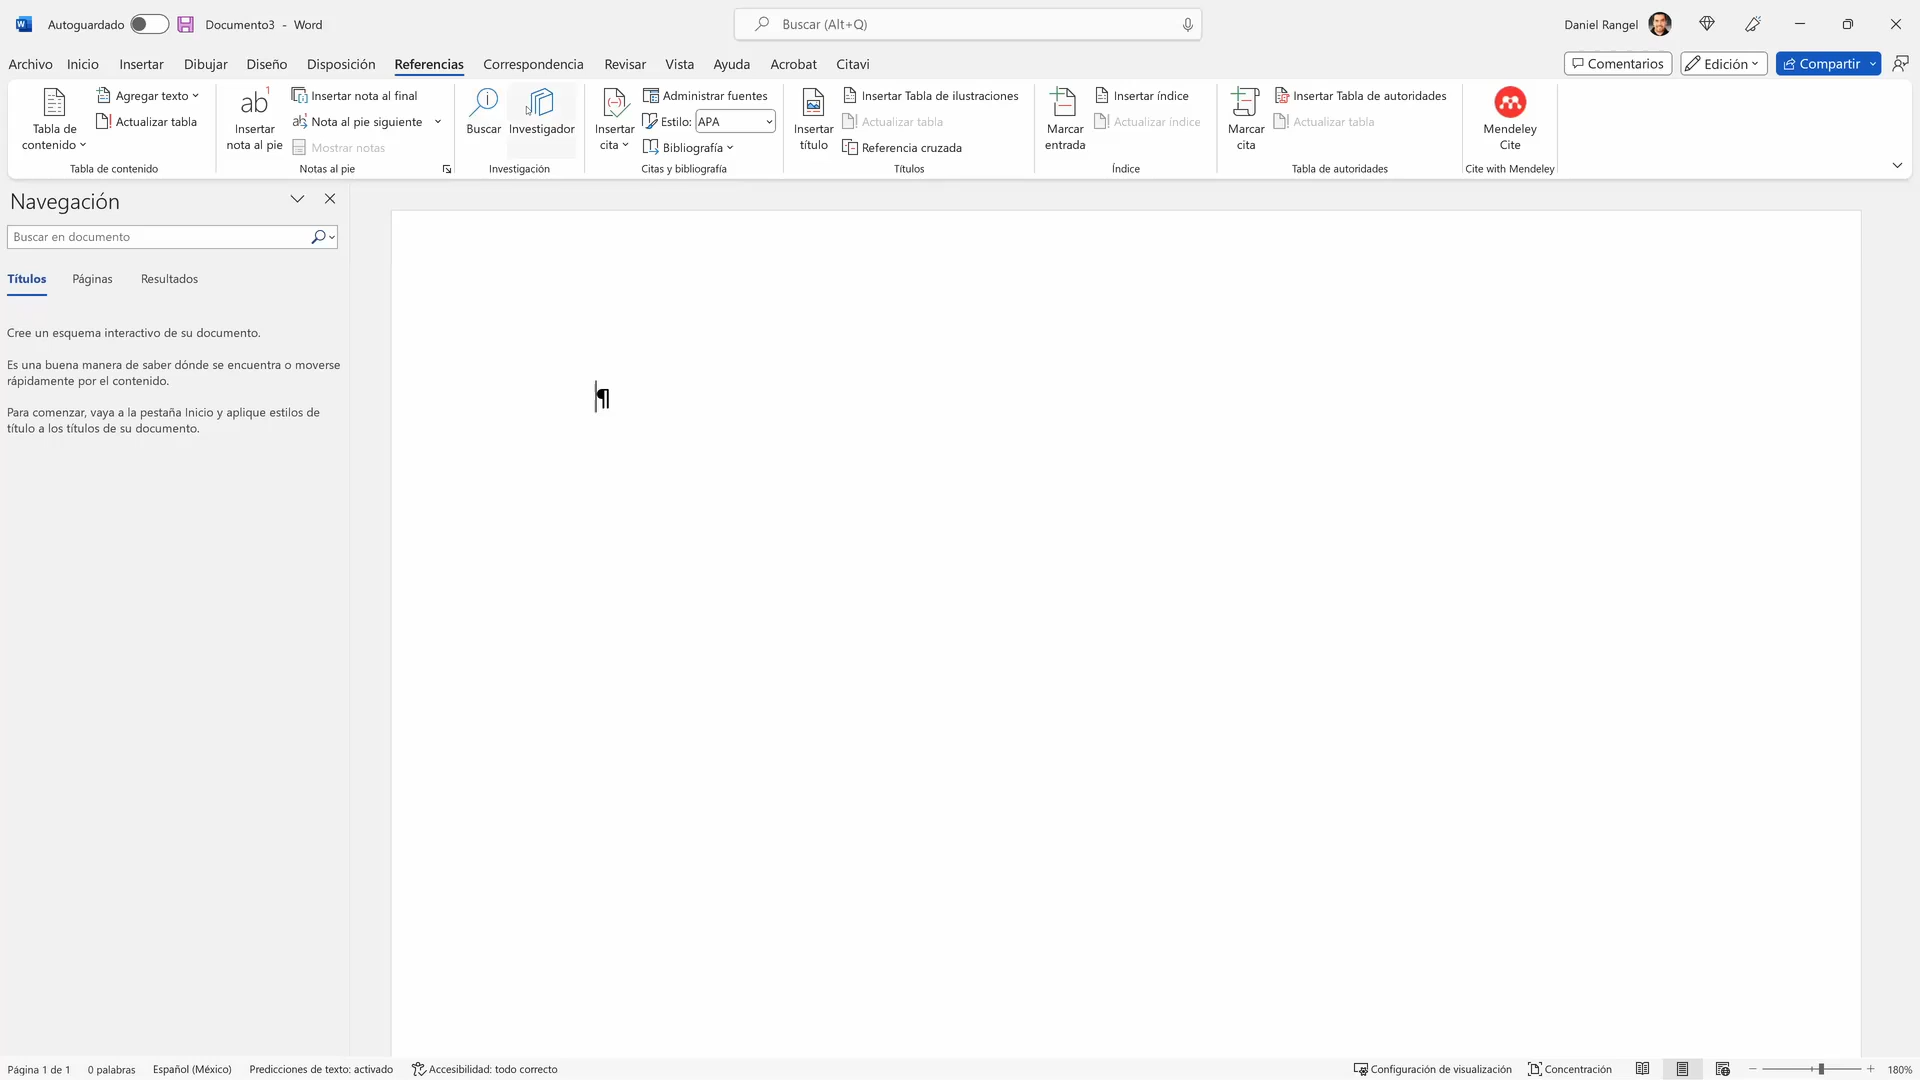 Autoguardado
Documento3 - Word
Buscar (Alt+Q)
Daniel Rangel
Archivo Inicio Insertar Dibujar Diseño Disposición Referencias Correspondencia Revisar Vista Ayuda Acrobat Citavi
Comentarios Edición Compartir
Tabla de
contenido
Agregar texto
Actualizar tabla
Tabla de contenido
ab1
Insertar
nota al pie
Insertar nota al final
Nota al pie siguiente
Mostrar notas
Notas al pie
Buscar
Investigador
Investigación
Insertar
cita
Administrar fuentes
Estilo: APA
Bibliografía
Citas y bibliografía
Insertar
título
Insertar Tabla de ilustraciones
Actualizar tabla
Referencia cruzada
Títulos
Marcar
entrada
Insertar índice
Actualizar índice
Índice
Marcar
cita
Insertar Tabla de autoridades
Actualizar tabla
Tabla de autoridades
Mendeley
Cite
Cite with Mendeley
Navegación
Buscar en documento
Títulos Páginas Resultados
Cree un esquema interactivo de su documento.
Es una buena manera de saber dónde se encuentra o moverse
rápidamente por el contenido.
Para comenzar, vaya a la pestaña Inicio y aplique estilos de
título a los títulos de su documento.
¶
Página 1 de 1 0 palabras Español (México) Predicciones de texto: activado Accesibilidad: todo correcto Configuración de visualización Concentración 180%